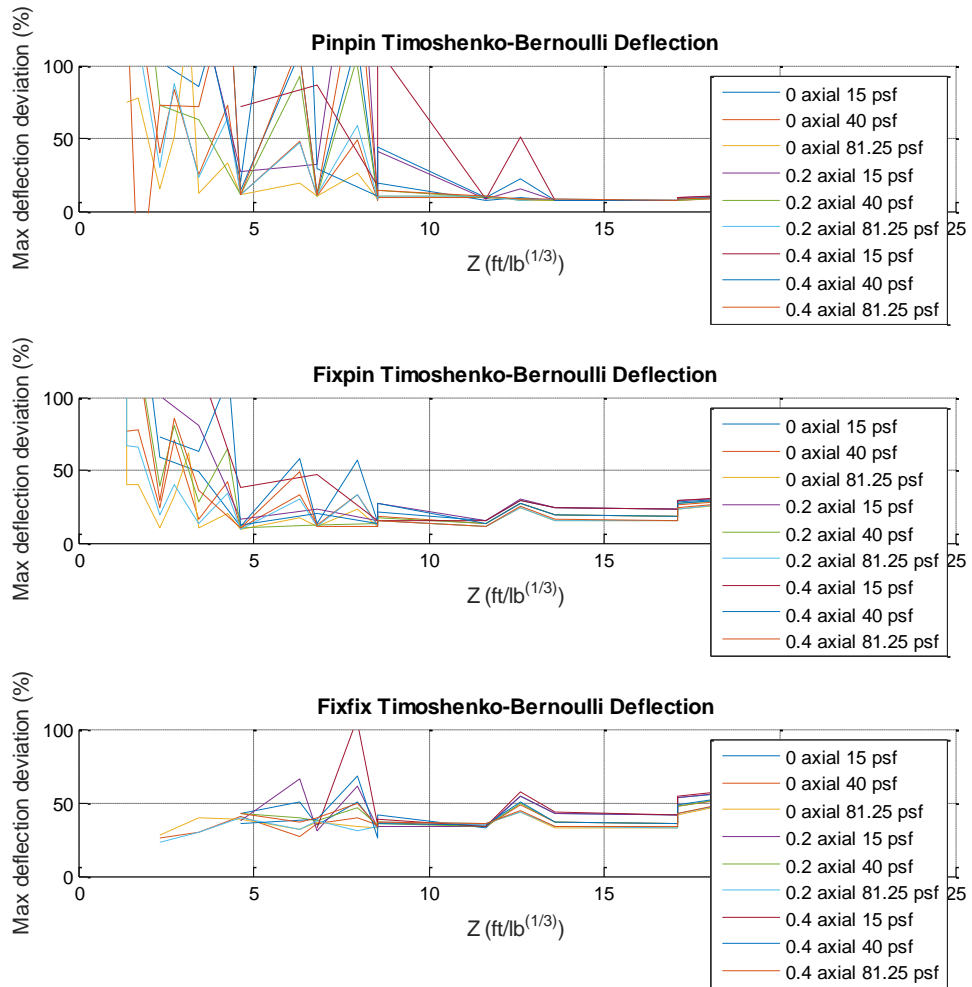 Pinpin Timoshenko-Bernoulli Deflection
Max deflection deviation (%)
100
50
0
0 5 10 15 25
Z (ft/lb^(1/3))
0 axial 15 psf
0 axial 40 psf
0 axial 81.25 psf
0.2 axial 15 psf
0.2 axial 40 psf
0.2 axial 81.25 psf
0.4 axial 15 psf
0.4 axial 40 psf
0.4 axial 81.25 psf
Fixpin Timoshenko-Bernoulli Deflection
Max deflection deviation (%)
100
50
0
0 5 10 15 25
Z (ft/lb^(1/3))
0 axial 15 psf
0 axial 40 psf
0 axial 81.25 psf
0.2 axial 15 psf
0.2 axial 40 psf
0.2 axial 81.25 psf
0.4 axial 15 psf
0.4 axial 40 psf
0.4 axial 81.25 psf
Fixfix Timoshenko-Bernoulli Deflection
Max deflection deviation (%)
100
50
0
0 5 10 15 25
Z (ft/lb^(1/3))
0 axial 15 psf
0 axial 40 psf
0 axial 81.25 psf
0.2 axial 15 psf
0.2 axial 40 psf
0.2 axial 81.25 psf
0.4 axial 15 psf
0.4 axial 40 psf
0.4 axial 81.25 psf